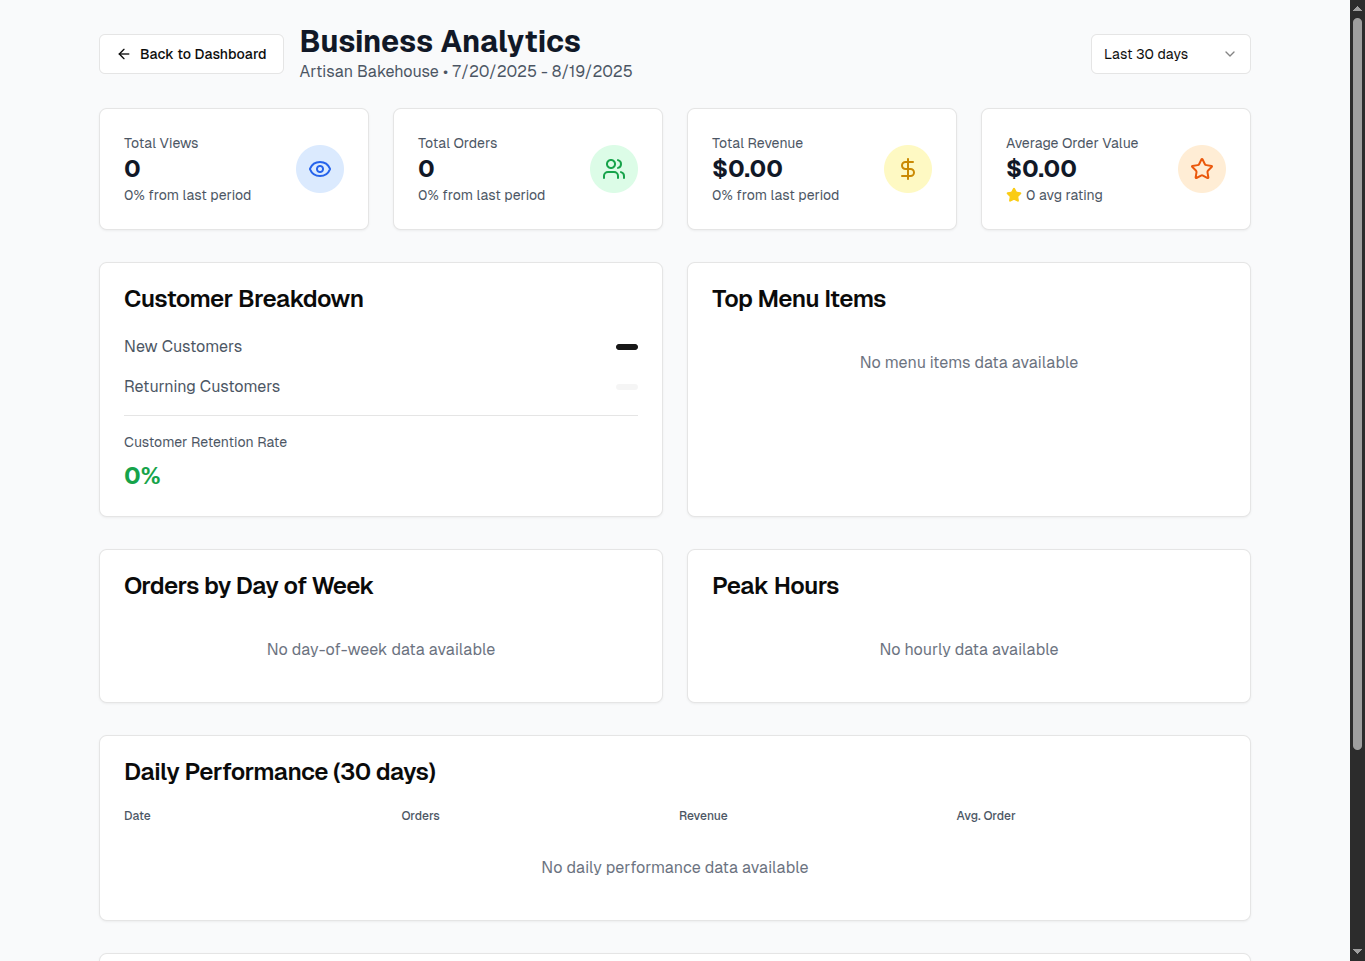 Back to Dashboard
Business Analytics
Artisan Bakehouse • 7/20/2025 - 8/19/2025
Last 30 days
Total Views
0
0% from last period
Total Orders
0
0% from last period
Total Revenue
$0.00
0% from last period
Average Order Value
$0.00
0 avg rating
Customer Breakdown
New Customers
Returning Customers
Customer Retention Rate
0%
Top Menu Items
No menu items data available
Orders by Day of Week
No day-of-week data available
Peak Hours
No hourly data available
Daily Performance (30 days)
Date Orders Revenue Avg. Order
No daily performance data available